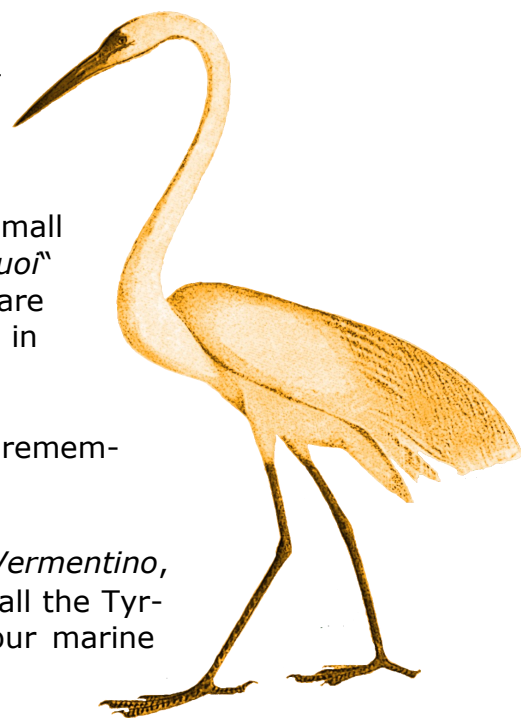 mall
uoi“
are
in
remem-
Vermentino,
all the Tyr-
our marine